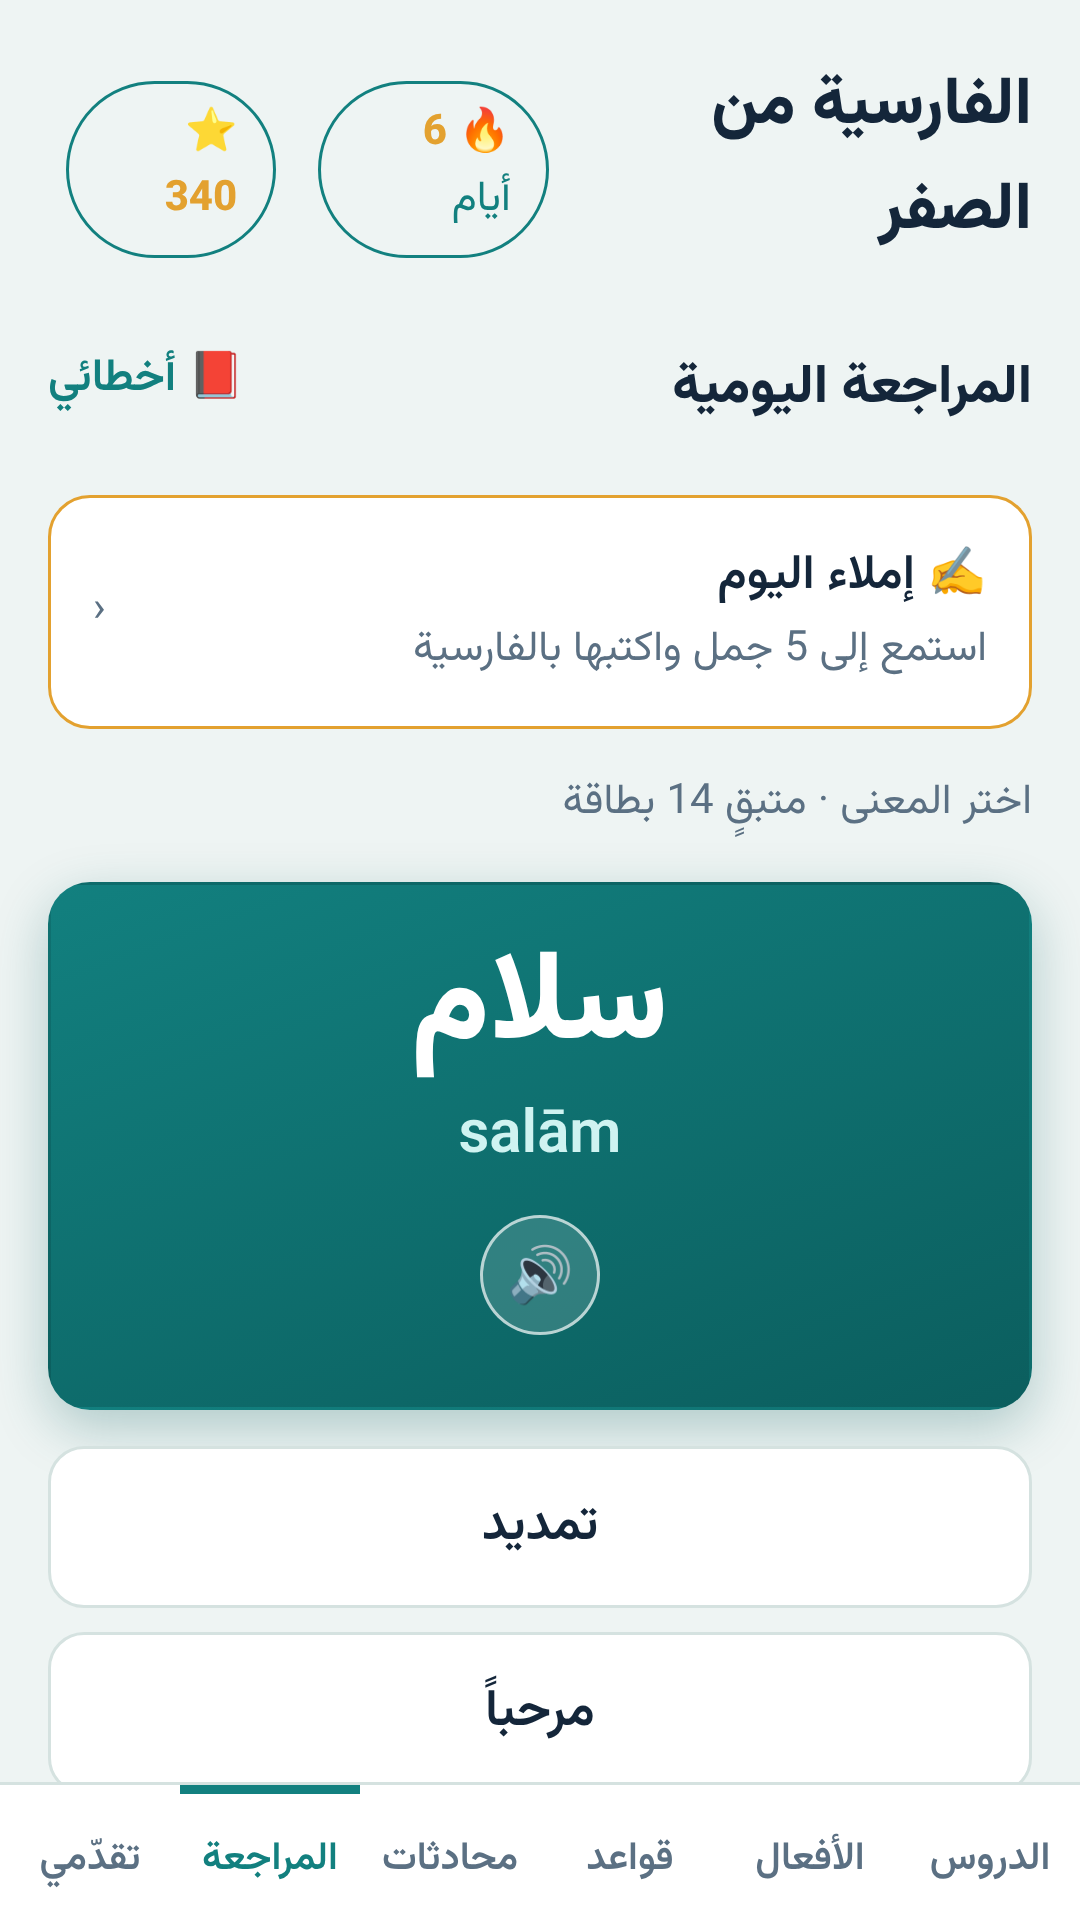 الفارسية من
الصفر
🔥 6
أيام
⭐
340
المراجعة اليومية
📕 أخطائي
✍️ إملاء اليوم
استمع إلى 5 جمل واكتبها بالفارسية
‹
اختر المعنى · متبقٍ 14 بطاقة
سلام
salām
🔊
تمديد
مرحباً
الدروس
الأفعال
قواعد
محادثات
المراجعة
تقدّمي